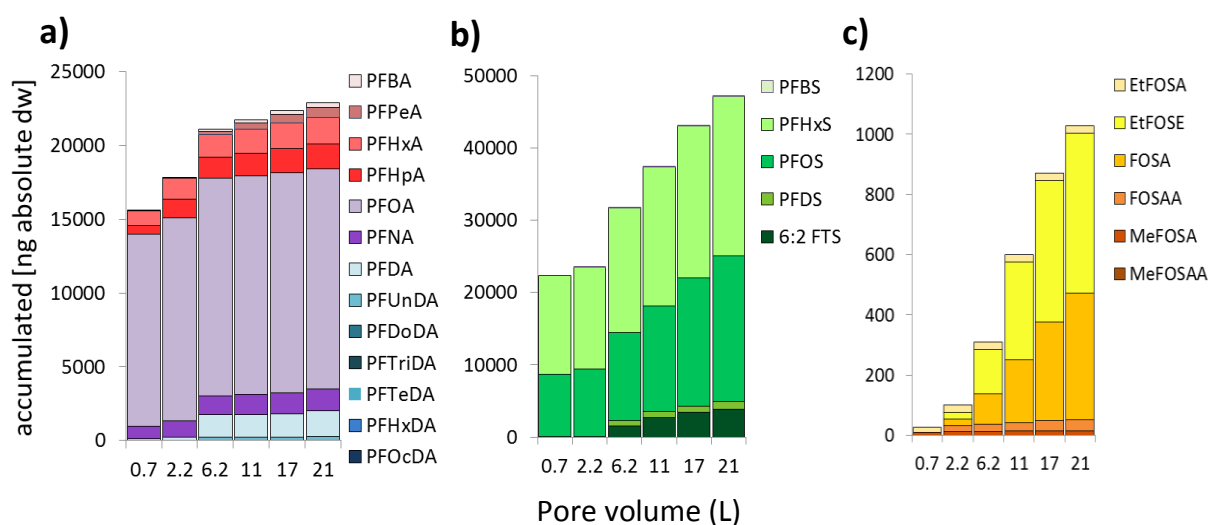 a)
accumulated [ng absolute dw]
25000
20000
15000
10000
5000
0
0.7 2.2 6.2 11 17 21
PFBA
PFPeA
PFHxA
PFHpA
PFOA
PFNA
PFDA
PFUnDA
PFDoDA
PFTriDA
PFTeDA
PFHxDA
PFOcDA
b)
50000
40000
30000
20000
10000
0
0.7 2.2 6.2 11 17 21
PFBS
PFHxS
PFOS
PFDS
6:2 FTS
c)
1200
1000
800
600
400
200
0
0.7 2.2 6.2 11 17 21
EtFOSA
EtFOSE
FOSA
FOSAA
MeFOSA
MeFOSAA
Pore volume (L)